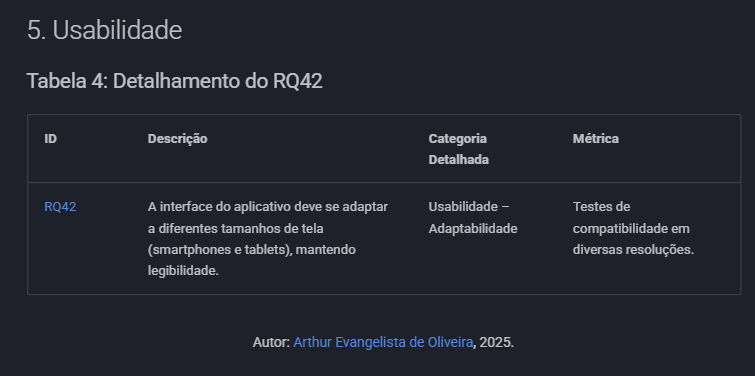 5. Usabilidade
Tabela 4: Detalhamento do RQ42
ID Descrição Categoria Detalhada Métrica
RQ42 A interface do aplicativo deve se adaptar a diferentes tamanhos de tela (smartphones e tablets), mantendo legibilidade. Usabilidade – Adaptabilidade Testes de compatibilidade em diversas resoluções.
Autor: Arthur Evangelista de Oliveira, 2025.